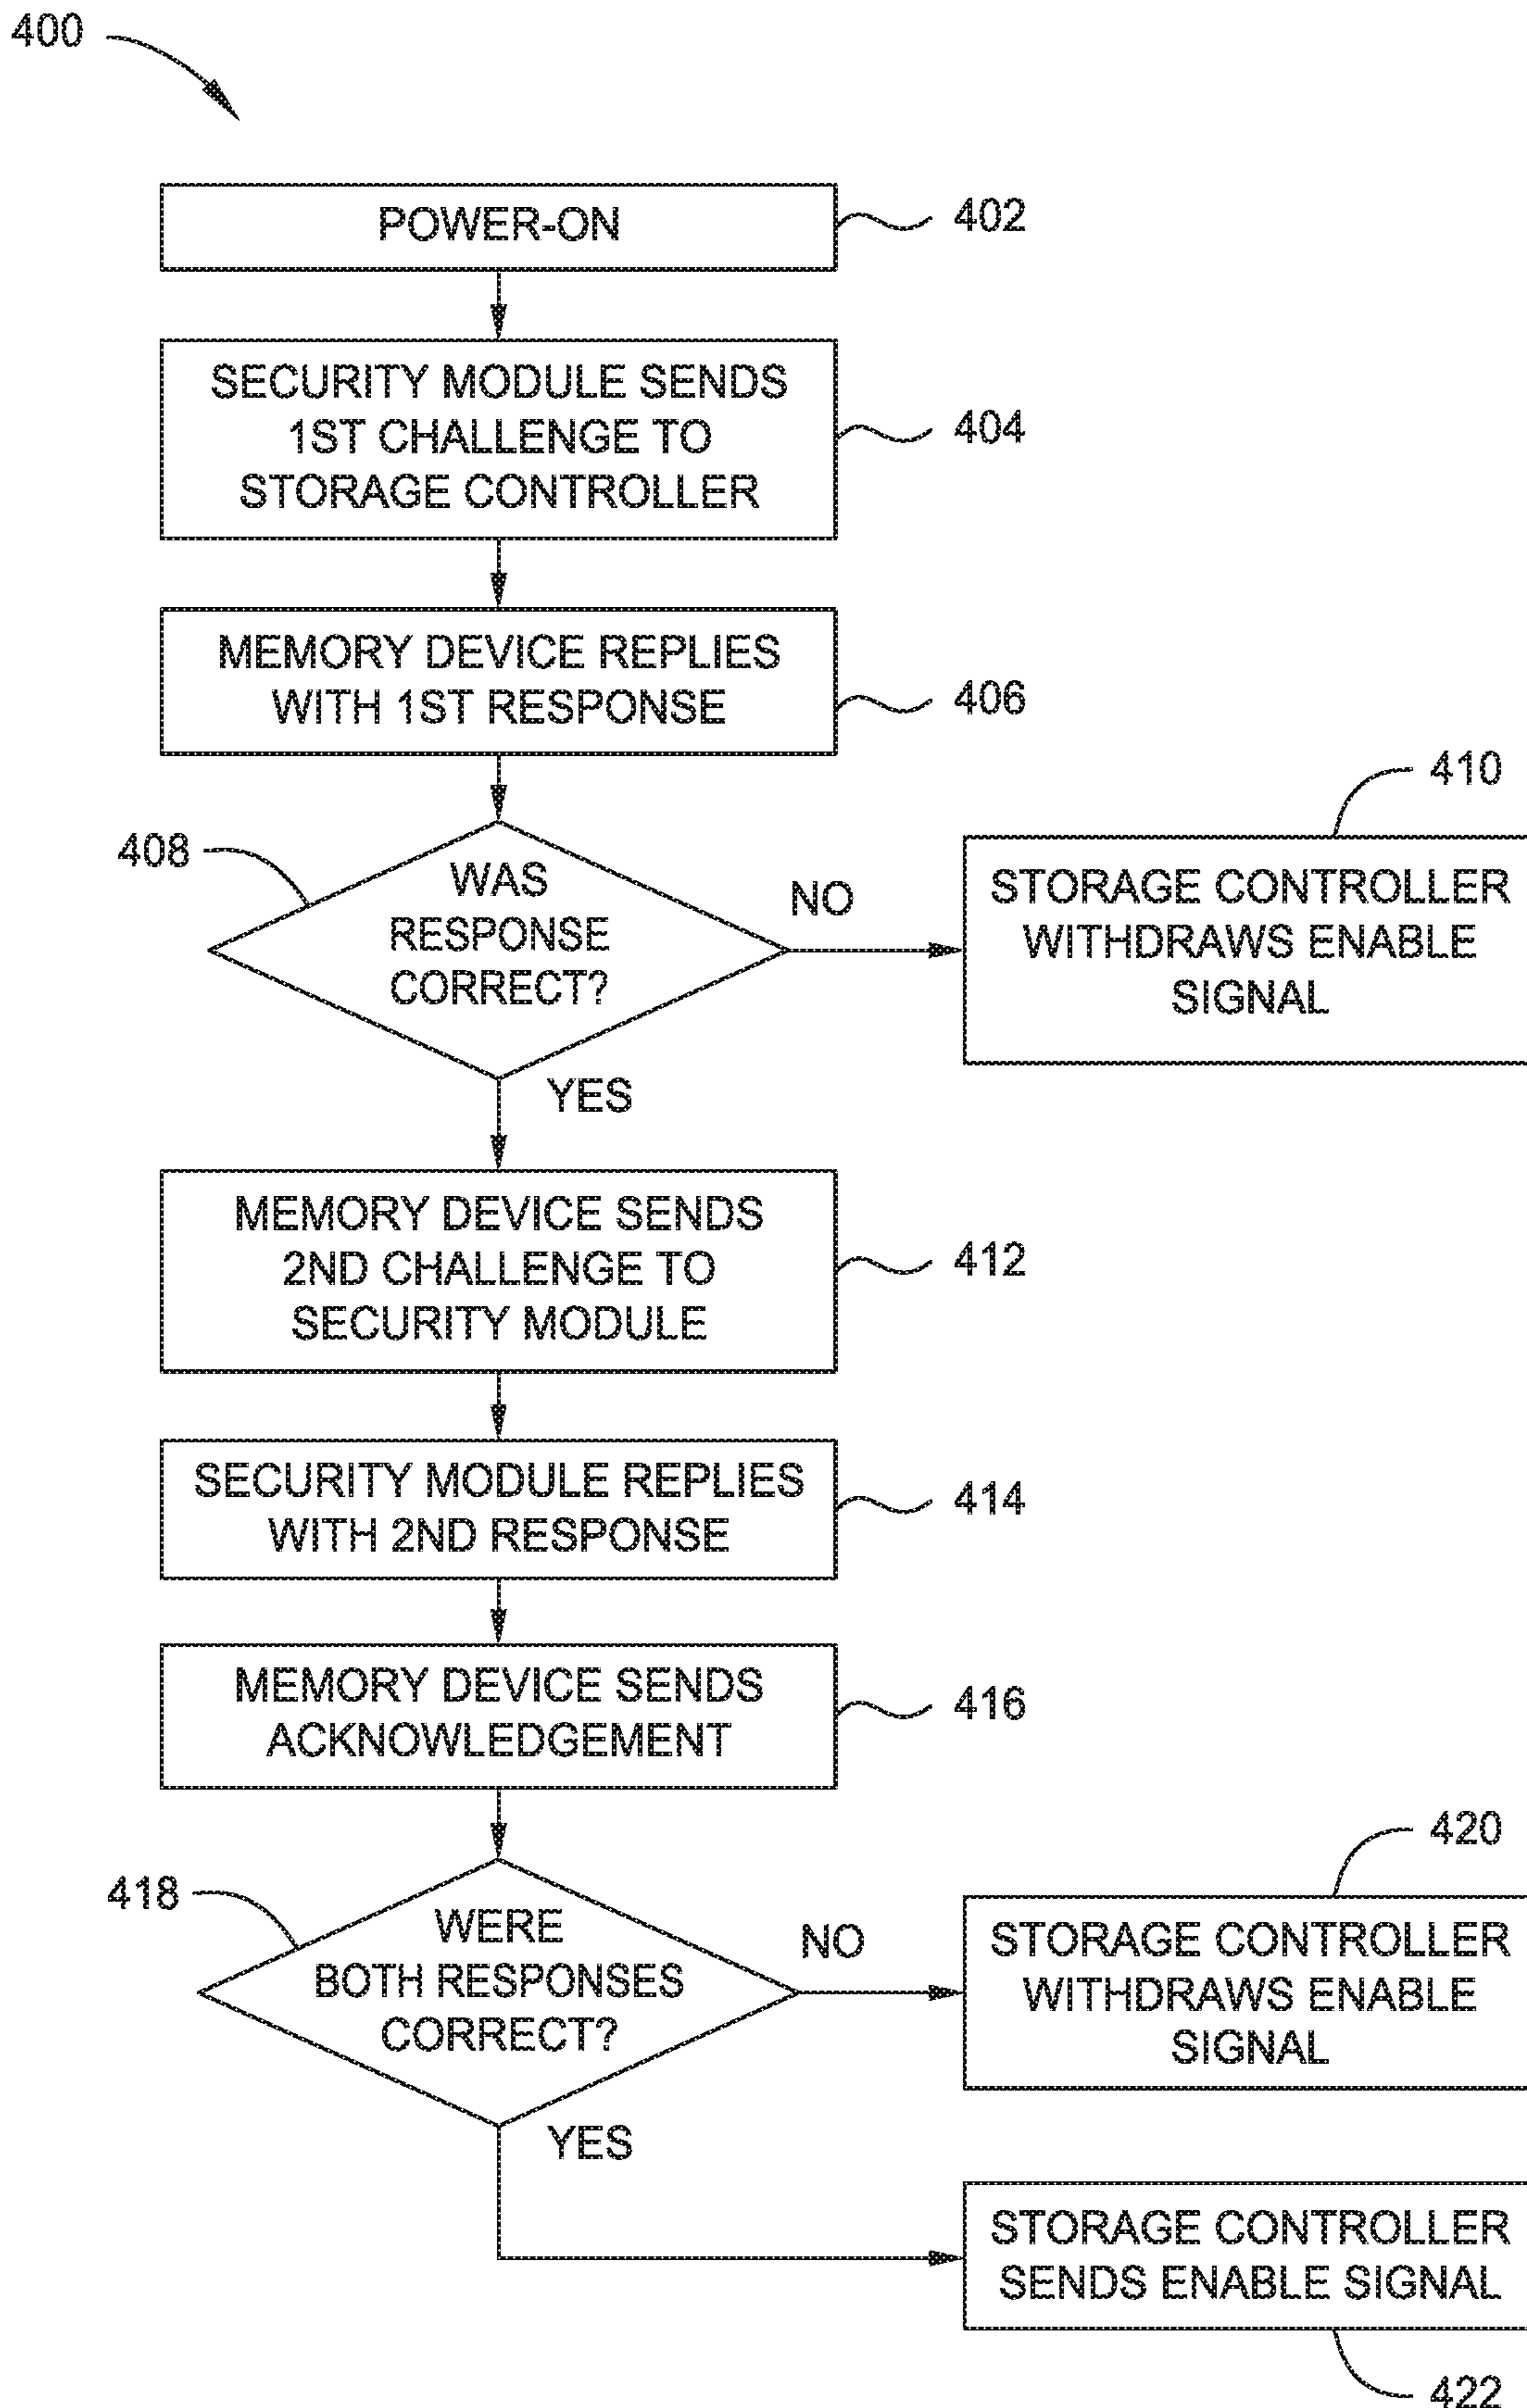 400
POWER-ON
402
SECURITY MODULE SENDS
1ST CHALLENGE TO
STORAGE CONTROLLER
404
MEMORY DEVICE REPLIES
WITH 1ST RESPONSE
406
408
WAS
RESPONSE
CORRECT?
NO
410
STORAGE CONTROLLER
WITHDRAWS ENABLE
SIGNAL
YES
MEMORY DEVICE SENDS
2ND CHALLENGE TO
SECURITY MODULE
412
SECURITY MODULE REPLIES
WITH 2ND RESPONSE
414
MEMORY DEVICE SENDS
ACKNOWLEDGEMENT
416
418
WERE
BOTH RESPONSES
CORRECT?
NO
420
STORAGE CONTROLLER
WITHDRAWS ENABLE
SIGNAL
YES
STORAGE CONTROLLER
SENDS ENABLE SIGNAL
422